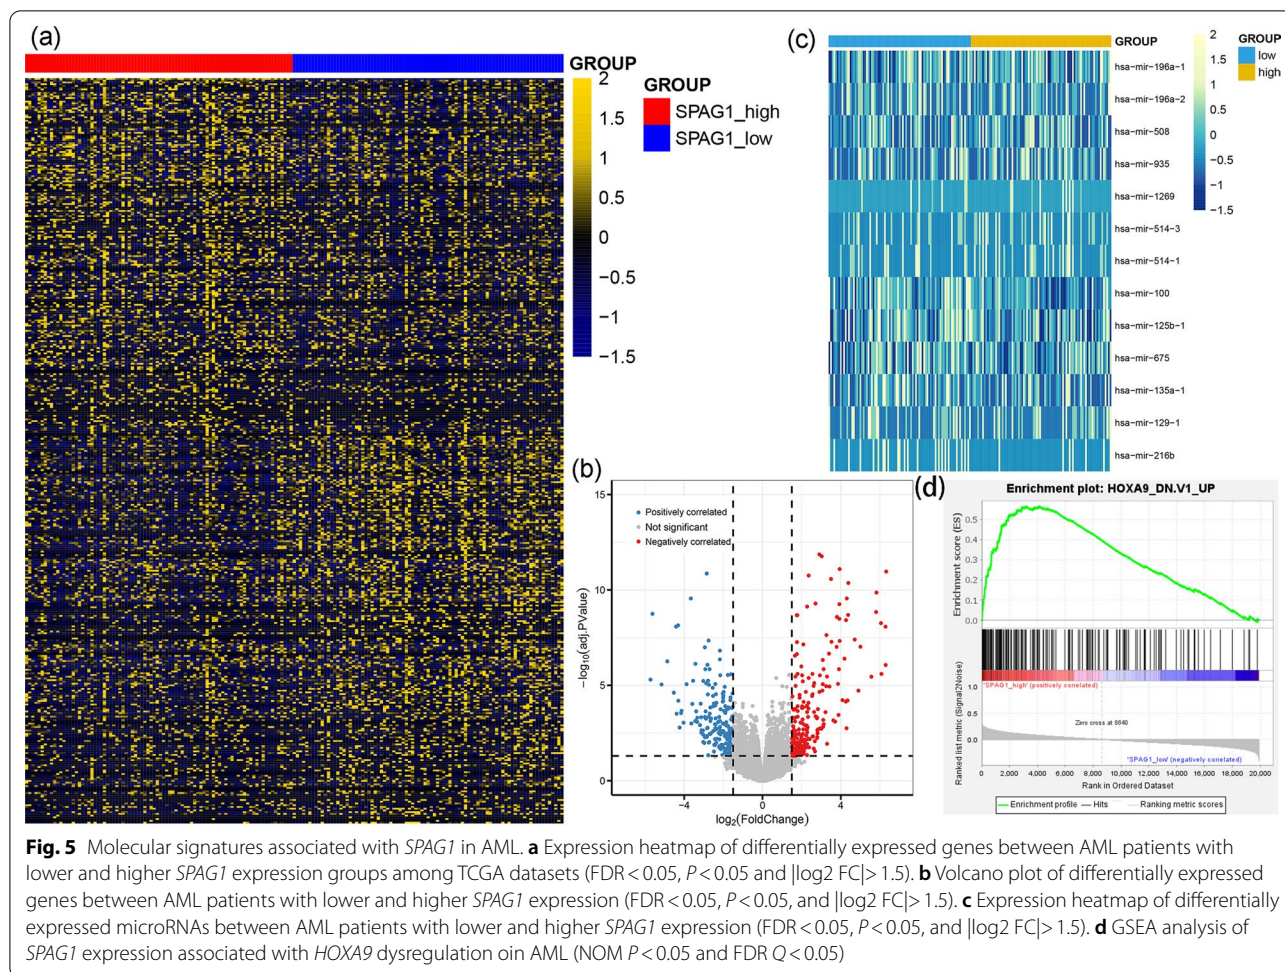 (a)
GROUP
2
1.5
1
0.5
0
−0.5
−1
−1.5
GROUP
SPAG1_high
SPAG1_low
(c)
GROUP
hsa−mir−196a−1
hsa−mir−196a−2
hsa−mir−508
hsa−mir−935
hsa−mir−1269
hsa−mir−514−3
hsa−mir−514−1
hsa−mir−100
hsa−mir−125b−1
hsa−mir−675
hsa−mir−135a−1
hsa−mir−129−1
hsa−mir−216b
2
1.5
1
0.5
0
−0.5
−1
−1.5
GROUP
low
high
(b)
15
10
5
0
−log10(adj.PValue)
Positively correlated
Not significant
Negatively correlated
−4 0 4
log2(FoldChange)
(d)
Enrichment plot: HOXA9_DN.V1_UP
Enrichment score (ES)
0.5
0.4
0.3
0.2
0.1
0.0
'SPAG1_high' (positively correlated)
Ranked list metric (Signal2Noise)
1.0
0.5
0.0
Zero cross at 8640
'SPAG1_low' (negatively correlated)
0 2,000 4,000 6,000 8,000 10,000 12,000 14,000 16,000 18,000 20,000
Rank in Ordered Dataset
Enrichment profile Hits Ranking metric scores
Fig. 5 Molecular signatures associated with SPAG1 in AML. a Expression heatmap of differentially expressed genes between AML patients with
lower and higher SPAG1 expression groups among TCGA datasets (FDR < 0.05, P < 0.05 and |log2 FC| > 1.5). b Volcano plot of differentially expressed
genes between AML patients with lower and higher SPAG1 expression (FDR < 0.05, P < 0.05, and |log2 FC| > 1.5). c Expression heatmap of differentially
expressed microRNAs between AML patients with lower and higher SPAG1 expression (FDR < 0.05, P < 0.05, and |log2 FC| > 1.5). d GSEA analysis of
SPAG1 expression associated with HOXA9 dysregulation oin AML (NOM P < 0.05 and FDR Q < 0.05)